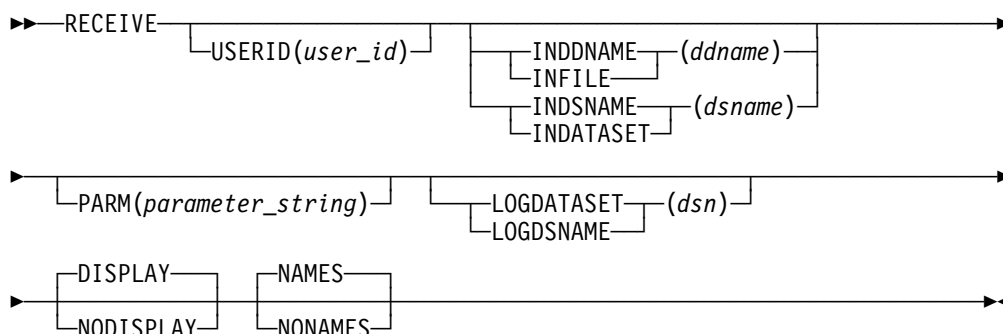 RECEIVE
USERID(user_id) INDDNAME (ddname)
INFILE
INDSNAME (dsname)
INDATASET
PARM(parameter_string) LOGDATASET (dsn)
LOGDSNAME
DISPLAY NAMES
NODISPLAY NONAMES